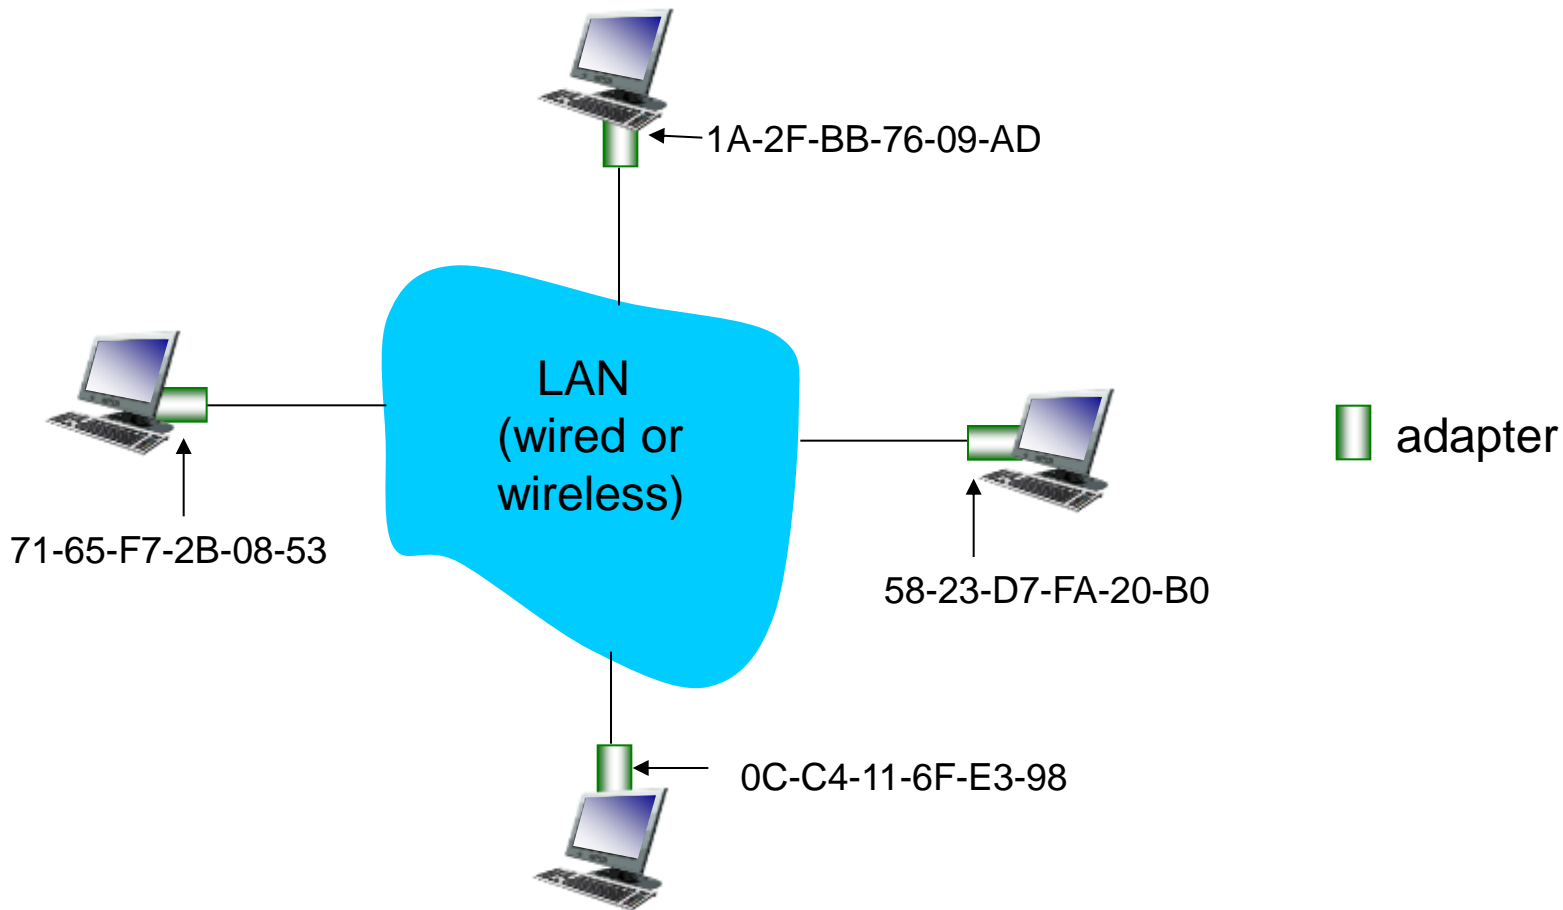 1A-2F-BB-76-09-AD
LAN
(wired or
wireless)
adapter
71-65-F7-2B-08-53
58-23-D7-FA-20-B0
0C-C4-11-6F-E3-98